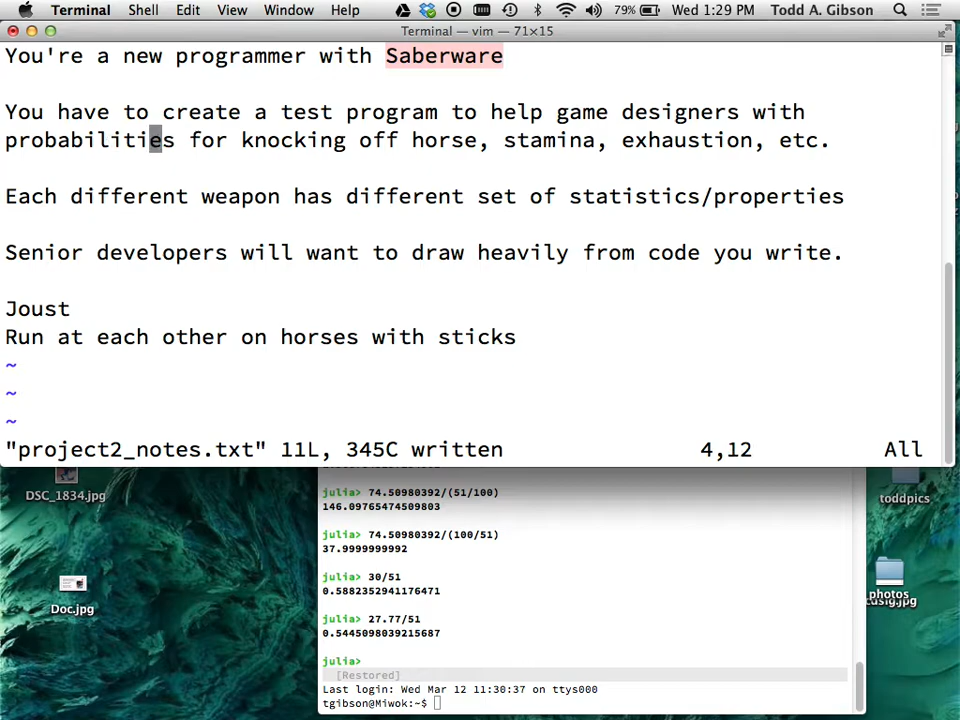 Terminal Shell Edit View Window Help 79% Wed 1:29 PM Todd A. Gibson
Terminal — vim — 71×15
You're a new programmer with Saberware
You have to create a test program to help game designers with
probabilities for knocking off horse, stamina, exhaustion, etc.
Each different weapon has different set of statistics/properties
Senior developers will want to draw heavily from code you write.
Joust
Run at each other on horses with sticks
~
~
~
"project2_notes.txt" 11L, 345C written 4,12 All
julia> 74.50980392/(51/100)
146.09765474509803
julia> 74.50980392/(100/51)
37.9999999992
julia> 30/51
0.5882352941176471
julia> 27.77/51
0.5445098039215687
julia>
[Restored]
Last login: Wed Mar 12 11:30:37 on ttys000
tgibson@Miwok:~$
DSC_1834.jpg
Doc.jpg
toddpics
photos